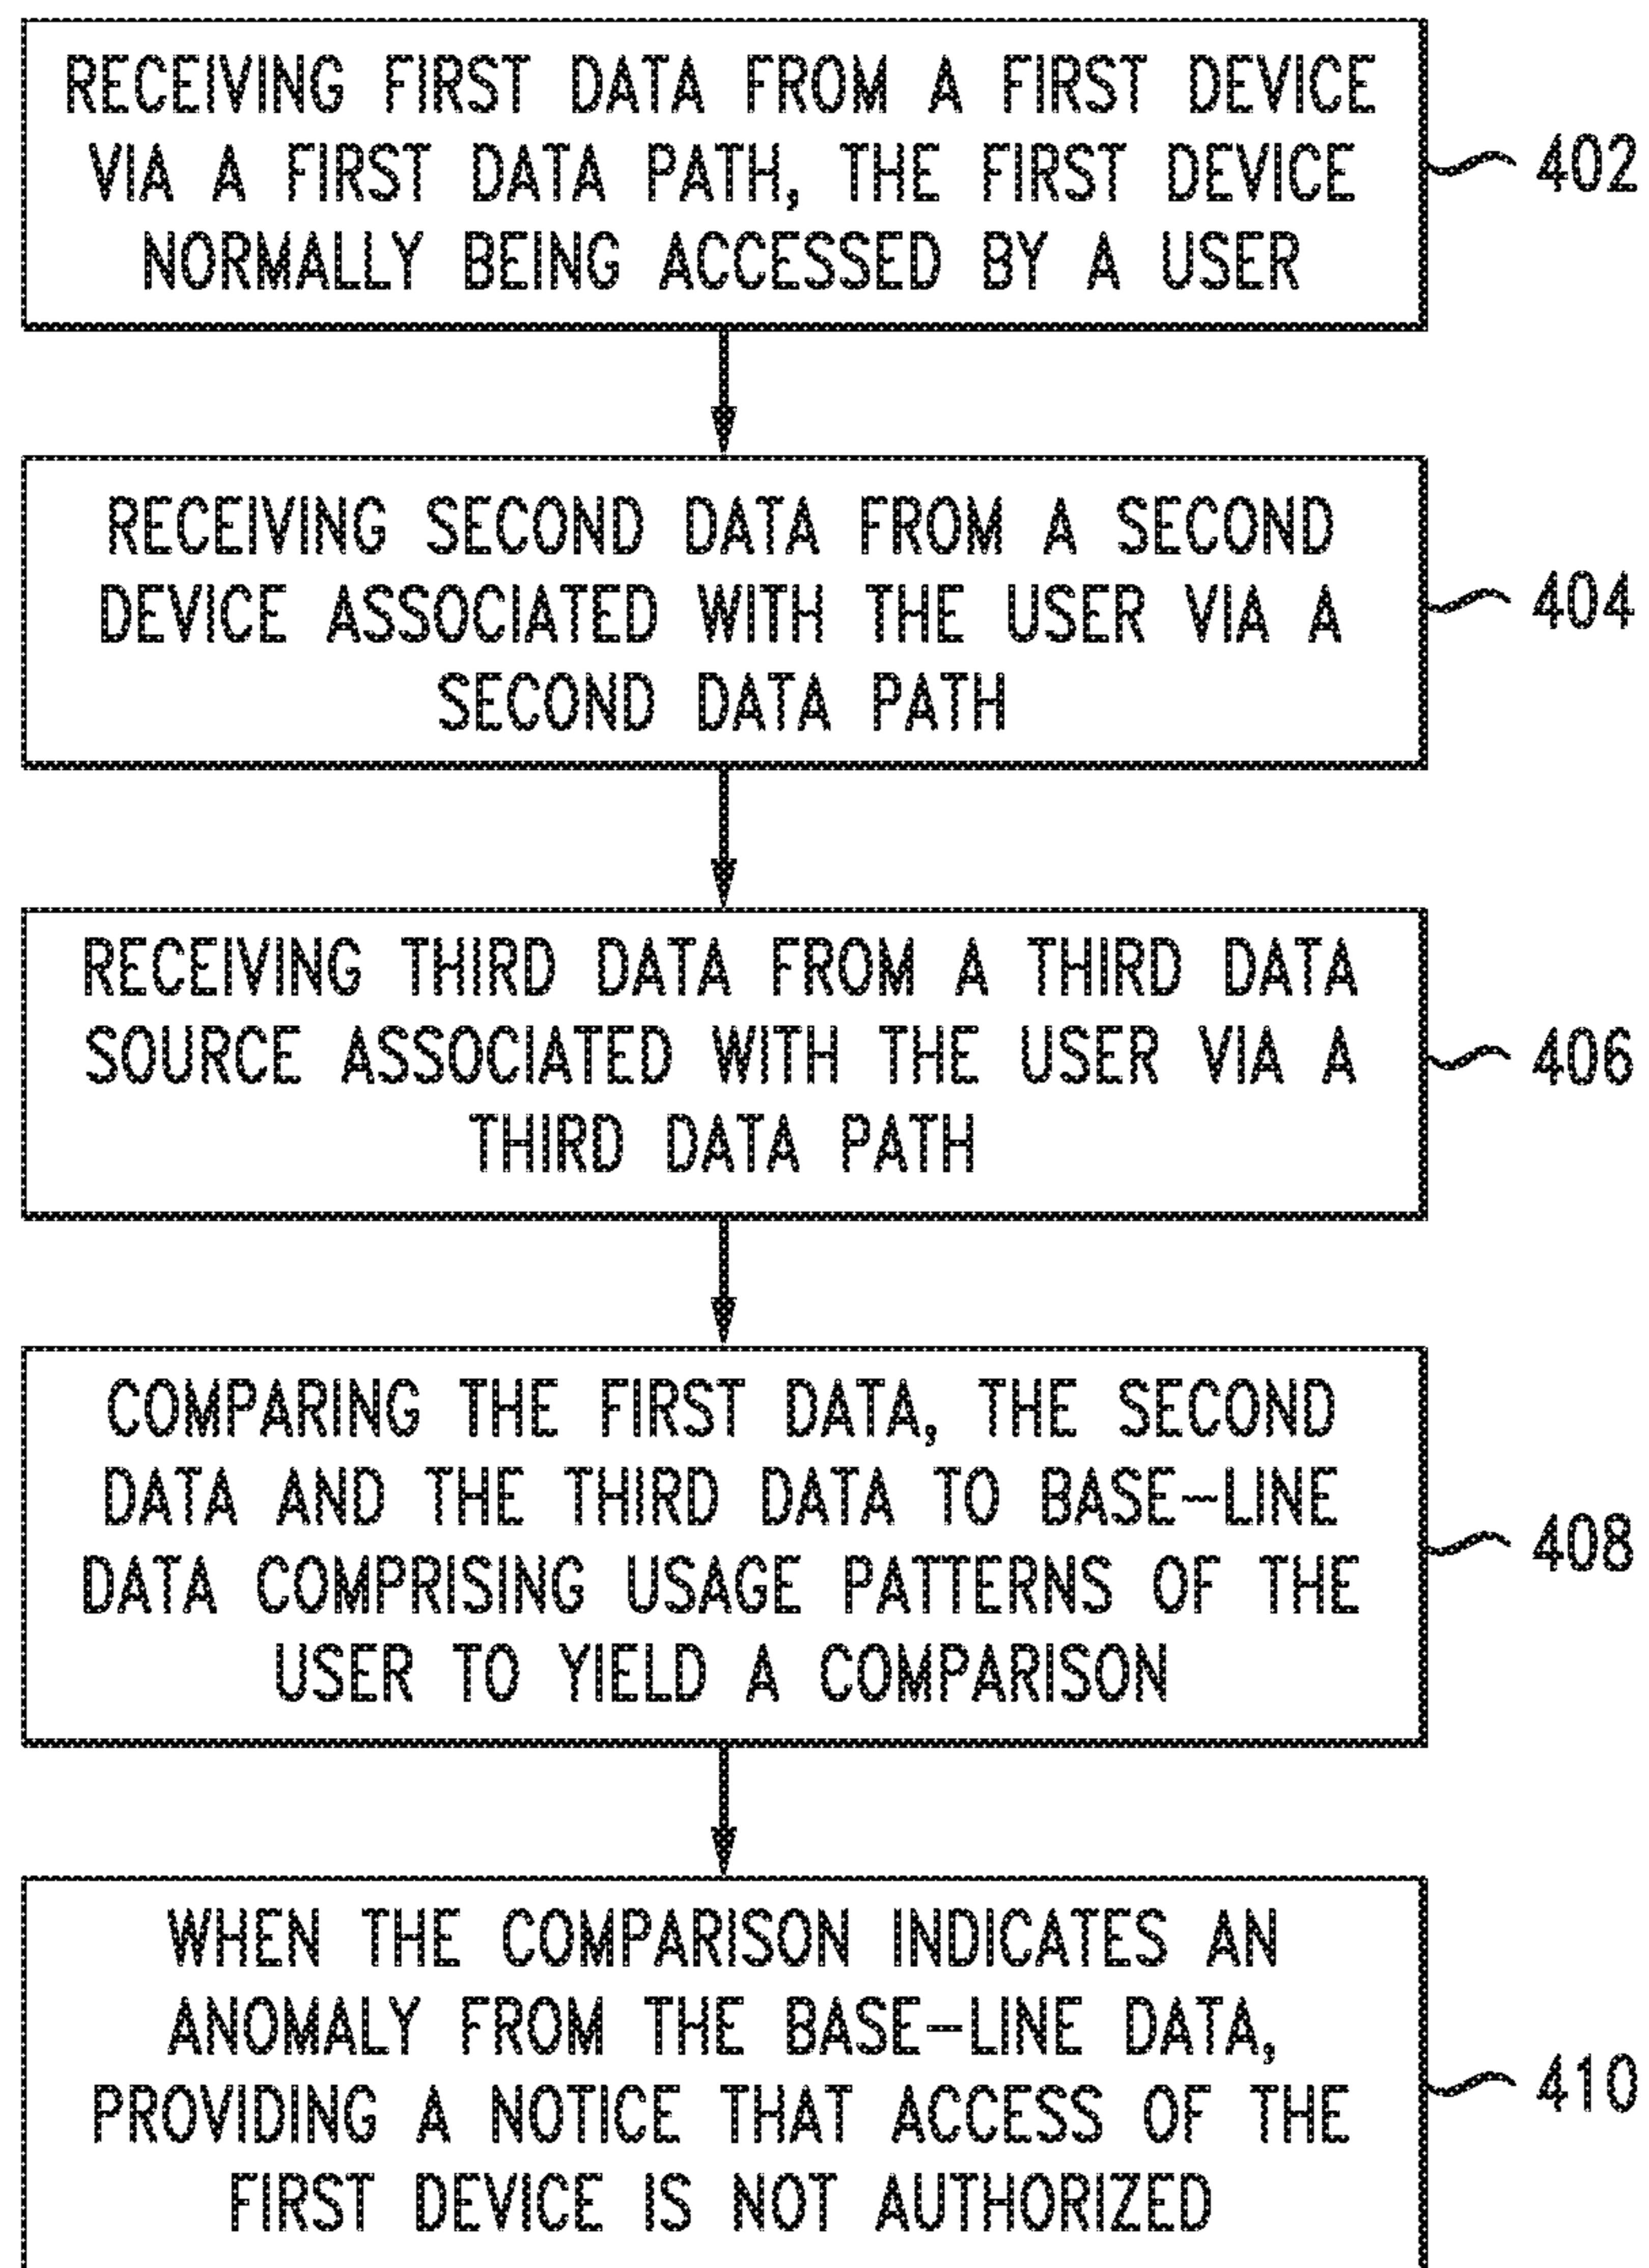 RECEIVING FIRST DATA FROM A FIRST DEVICE
VIA A FIRST DATA PATH, THE FIRST DEVICE
NORMALLY BEING ACCESSED BY A USER
402
RECEIVING SECOND DATA FROM A SECOND
DEVICE ASSOCIATED WITH THE USER VIA A
SECOND DATA PATH
404
RECEIVING THIRD DATA FROM A THIRD DATA
SOURCE ASSOCIATED WITH THE USER VIA A
THIRD DATA PATH
406
COMPARING THE FIRST DATA, THE SECOND
DATA AND THE THIRD DATA TO BASE-LINE
DATA COMPRISING USAGE PATTERNS OF THE
USER TO YIELD A COMPARISON
408
WHEN THE COMPARISON INDICATES AN
ANOMALY FROM THE BASE-LINE DATA,
PROVIDING A NOTICE THAT ACCESS OF THE
FIRST DEVICE IS NOT AUTHORIZED
410